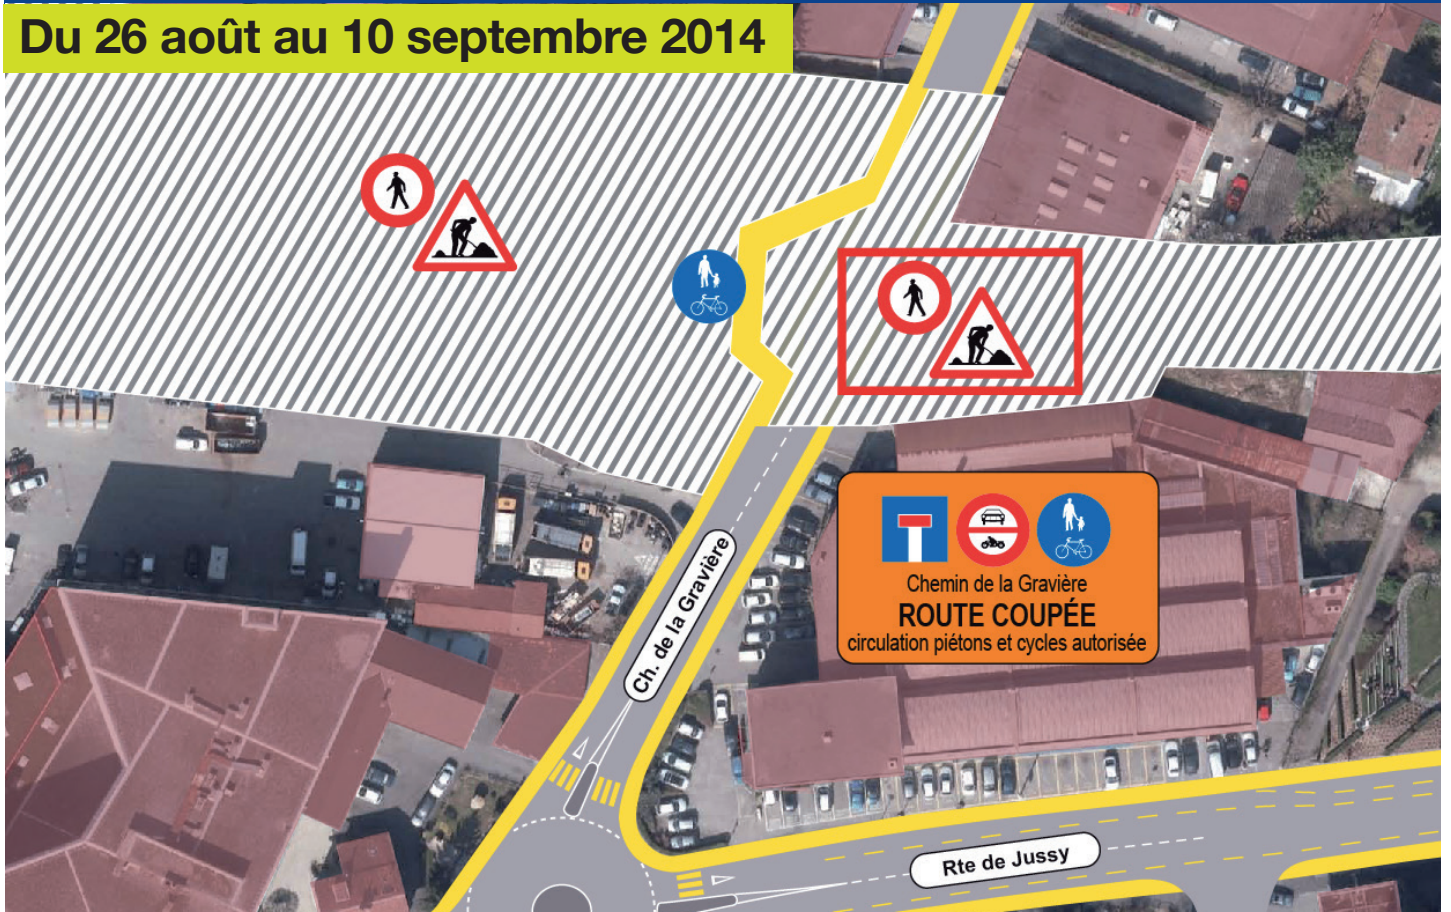 Du 26 août au 10 septembre 2014
Ch. de la Gravière
Chemin de la Gravière
ROUTE COUPÉE
circulation piétons et cycles autorisée
Rte de Jussy